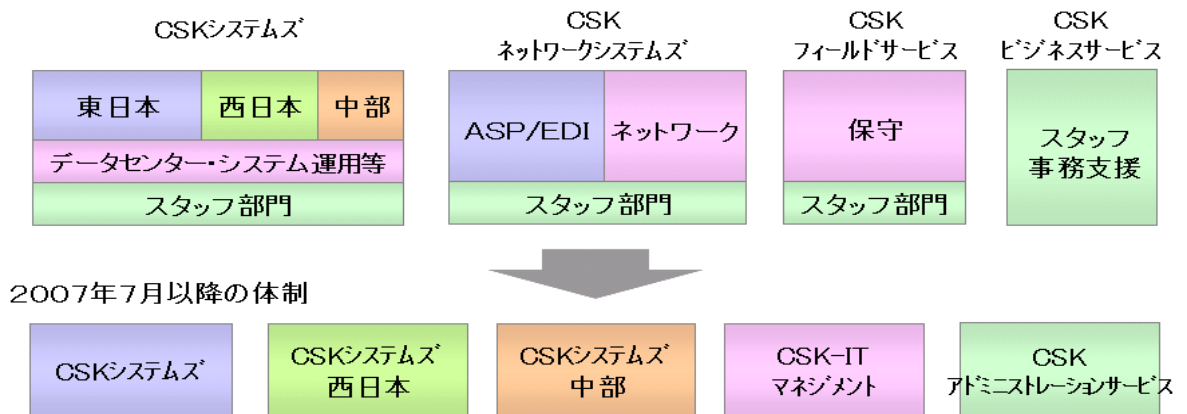 CSKシステムズ
CSK
ネットワークシステムズ
CSK
フィールドサービス
CSK
ビジネスサービス
東日本
西日本
中部
データセンター・システム運用等
スタッフ部門
ASP/EDI
ネットワーク
スタッフ部門
保守
スタッフ部門
スタッフ
事務支援
2007年7月以降の体制
CSKシステムズ
CSKシステムズ
西日本
CSKシステムズ
中部
CSK-IT
マネジメント
CSK
アドミニストレーションサービス